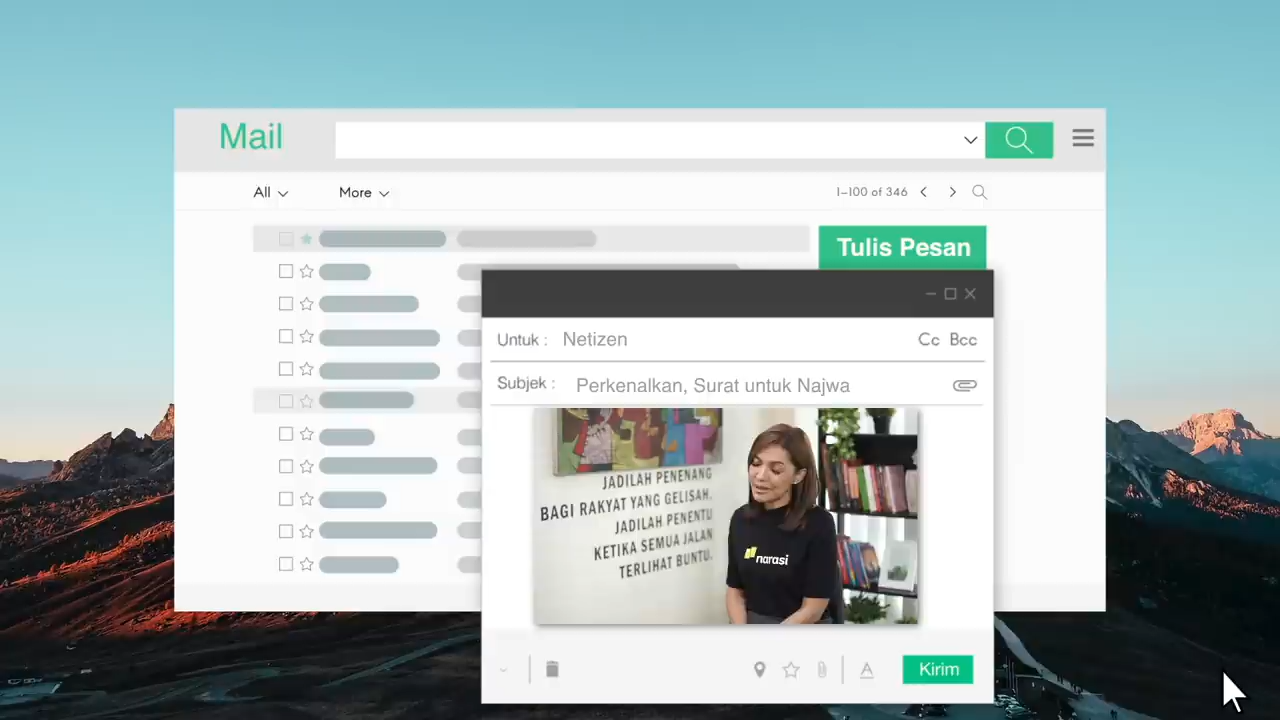 Mail
All
More
1–100 of 346
Tulis Pesan
Untuk :
Netizen
Cc Bcc
Subjek :
Perkenalkan, Surat untuk Najwa
JADILAH PENENANG
BAGI RAKYAT YANG GELISAH.
JADILAH PENENTU
KETIKA SEMUA JALAN
TERLIHAT BUNTU.
narasi
A
Kirim